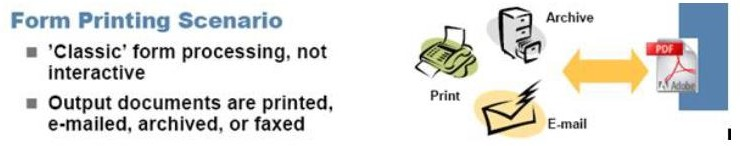 Form Printing Scenario
'Classic' form processing, not
interactive
Output documents are printed,
e-mailed, archived, or faxed
Archive
Print
E-mail
PDF
Adobe